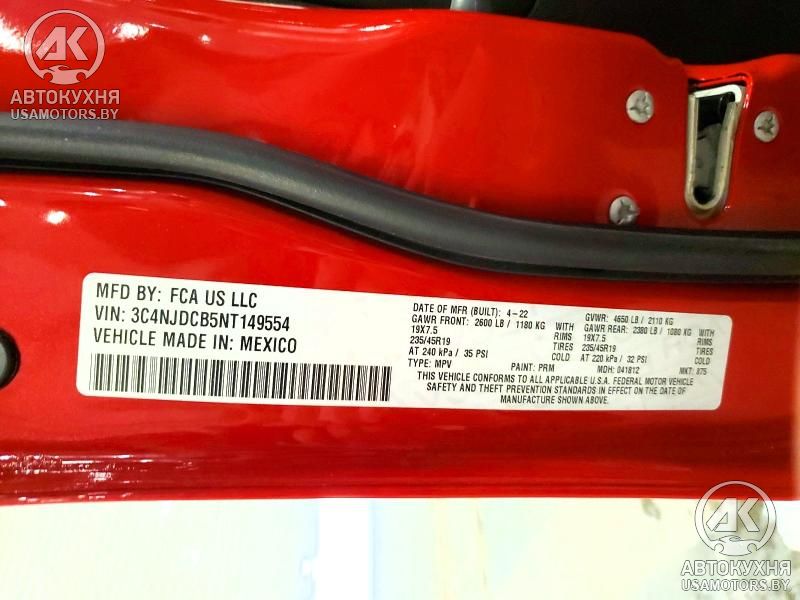 AK
АВТОКУХНЯ
USAMOTORS.BY
MFD BY: FCA US LLC
VIN: 3C4NJDCB5NT149554
VEHICLE MADE IN: MEXICO
DATE OF MFR (BUILT): 4-22 GVWR: 4650 LB / 2110 KG
GAWR FRONT: 2600 LB / 1180 KG GAWR REAR: 2380 LB / 1080 KG
19X7.5 RIMS 19X7.5 RIMS
235/45R19 TIRES 235/45R19 TIRES
AT 240 kPa / 35 PSI COLD AT 220 kPa / 32 PSI COLD
TYPE: MPV PAINT: PRM MDH: 041812 MKT: 875
THIS VEHICLE CONFORMS TO ALL APPLICABLE U.S.A. FEDERAL MOTOR VEHICLE
SAFETY AND THEFT PREVENTION STANDARDS IN EFFECT ON THE DATE OF
MANUFACTURE SHOWN ABOVE.
AK
АВТОКУХНЯ
USAMOTORS.BY